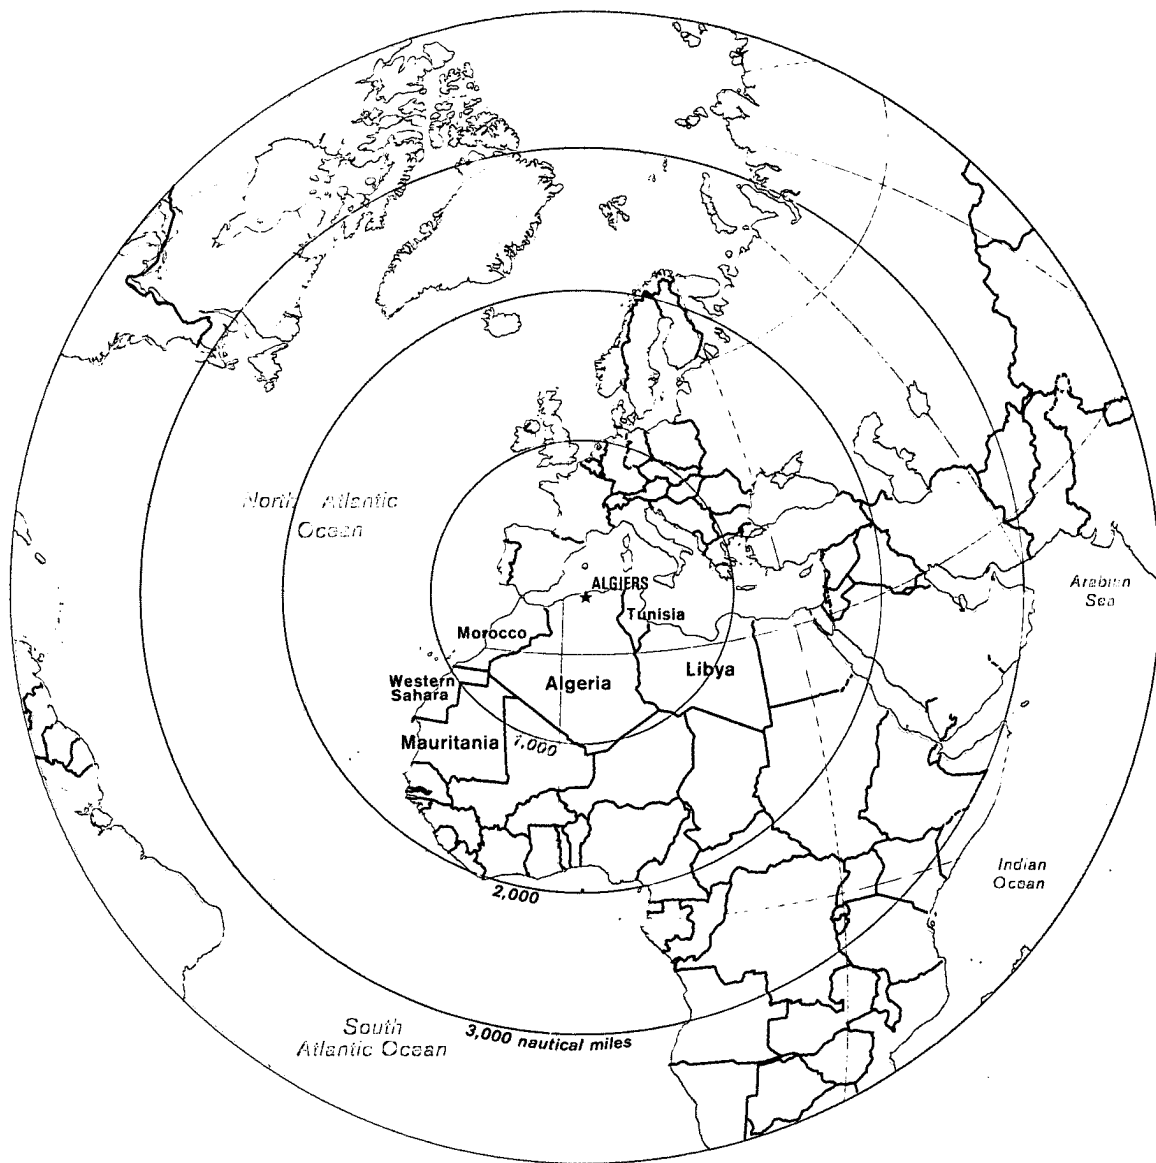 North Atlantic
Ocean
ALGIERS
Tunisia
Morocco
Arabian
Sea
Western
Sahara
Algeria
Libya
Mauritania
1,000
Indian
Ocean
2,000
South
Atlantic Ocean
3,000 nautical miles